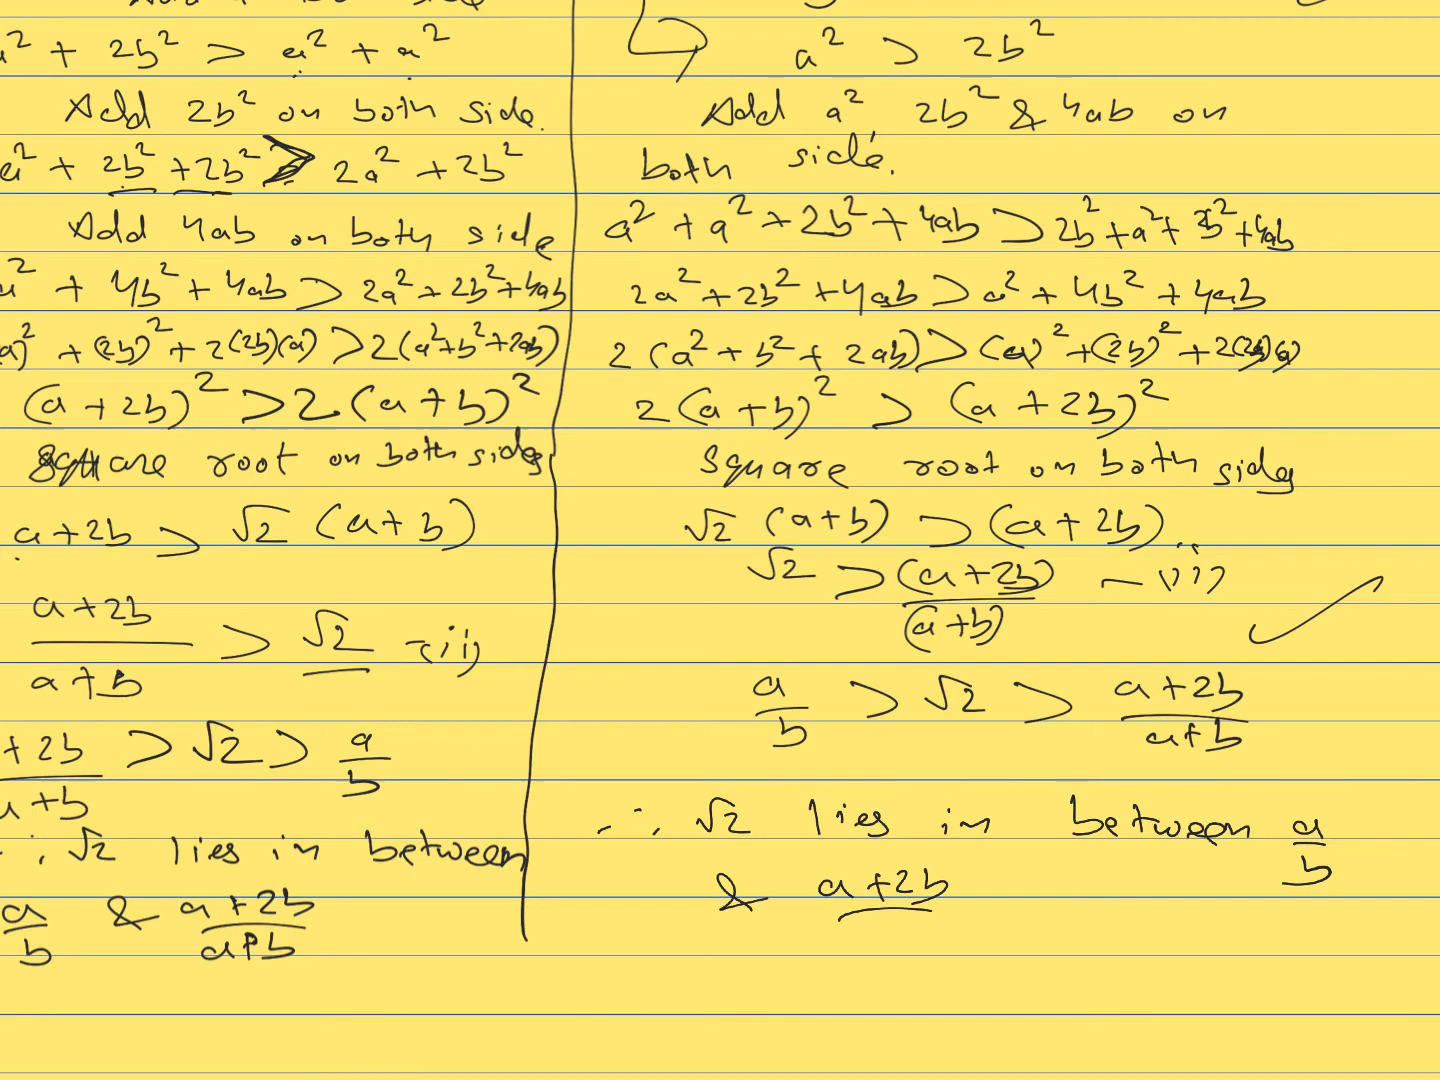 a² + 2b² > a² + a²
Add 2b² on both side.
a² + 2b² + 2b² > 2a² + 2b²
Add 4ab on both side
a² + 4b² + 4ab > 2a² + 2b² + 4ab
(a)² + (2b)² + 2(2b)(a) > 2(a² + b² + 2ab)
(a + 2b)² > 2(a + b)²
square root on both sides
a + 2b > √2 (a + b)
a + 2b
a + b > √2 –(ii)
+ 2b > √2 > a/b
a + b
∴ √2 lies in between
a/b & a + 2b
a + b
a² > 2b²
Add a² 2b² & 4ab on
both side.
a² + a² + 2b² + 4ab > 2b² + a² + 2b² + 4ab
2a² + 2b² + 4ab > a² + 4b² + 4ab
2 (a² + b² + 2ab) > (a)² + (2b)² + 2(2b)(a)
2 (a + b)² > (a + 2b)²
Square root on both sides
√2 (a + b) > (a + 2b)
√2 > (a + 2b) – iii)
(a + b)
a/b > √2 > a + 2b
a + b
∴ √2 lies in between a/b
& a + 2b